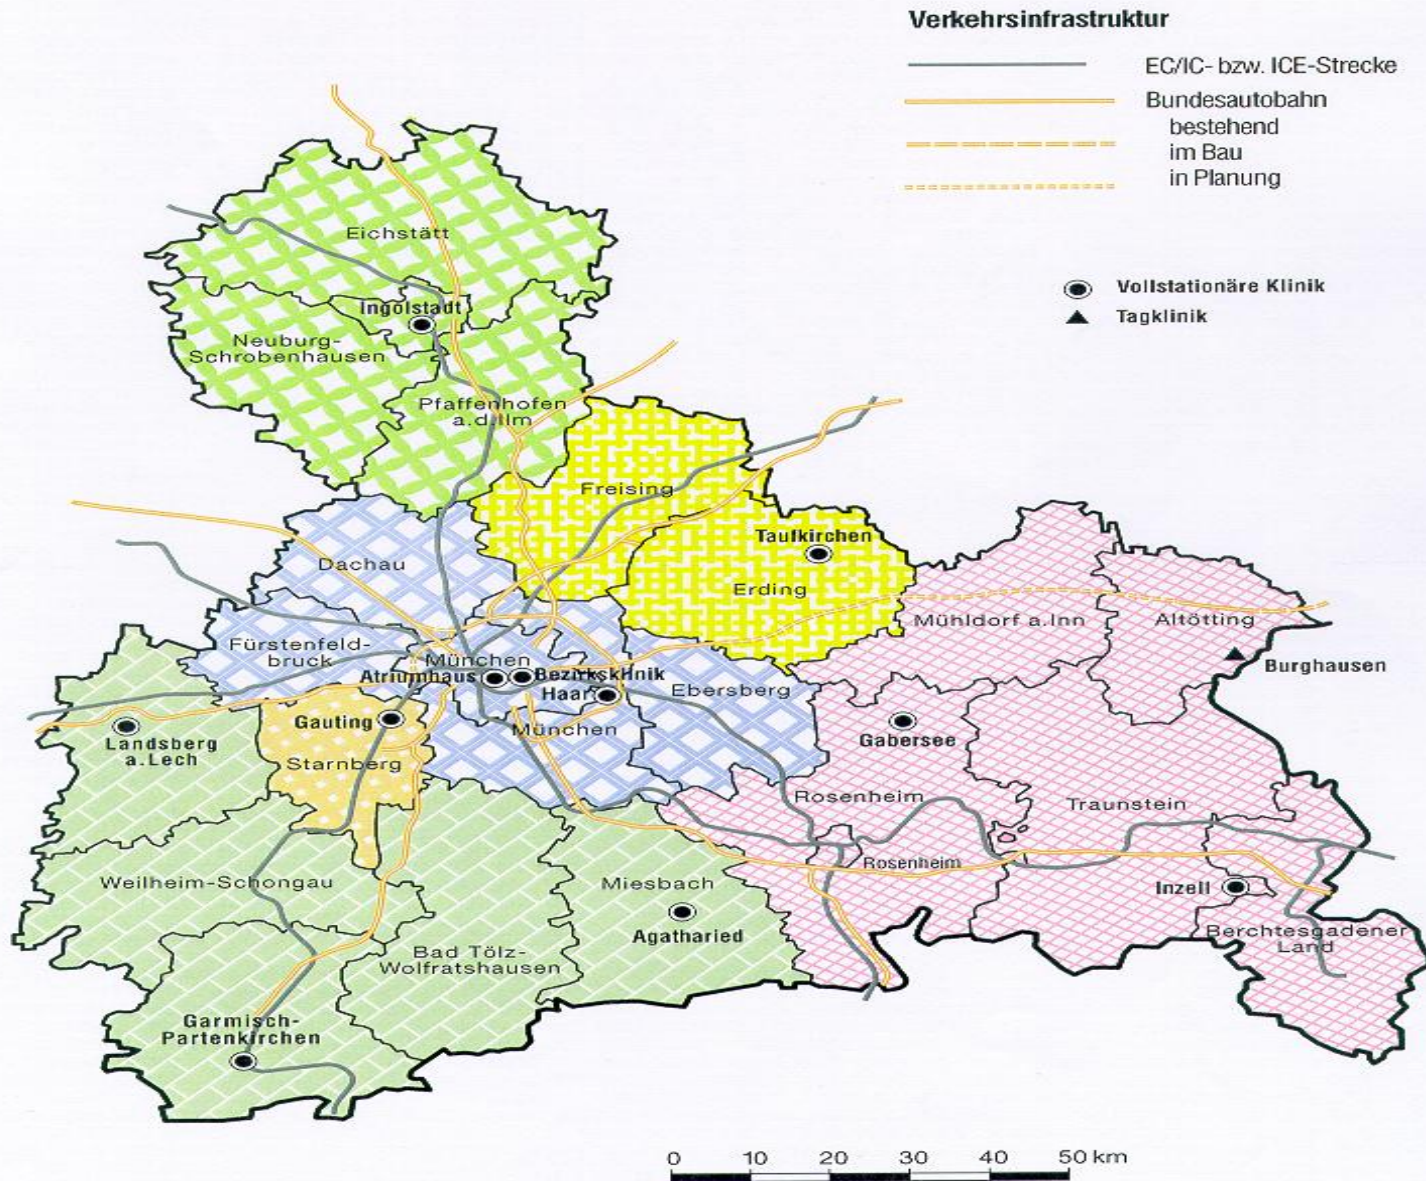 Verkehrsinfrastruktur
EC/IC- bzw. ICE-Strecke
Bundesautobahn
bestehend
im Bau
in Planung
Vollstationäre Klinik
Tagklinik
Eichstätt
Ingolstadt
Neuburg-
Schrobenhausen
Pfaffenhofen
a.d.Ilm
Freising
Taufkirchen
Erding
Dachau
Mühldorf a.Inn
Altötting
Fürstenfeld-
bruck
München
Atriumhaus
Bezirksklinik
Haar
Ebersberg
Burghausen
Gauting
München
Landsberg
a.Lech
Starnberg
Gabersee
Rosenheim
Traunstein
Rosenheim
Weilheim-Schongau
Miesbach
Inzell
Agatharied
Berchtesgadener
Land
Bad Tölz-
Wolfratshausen
Garmisch-
Partenkirchen
0 10 20 30 40 50 km